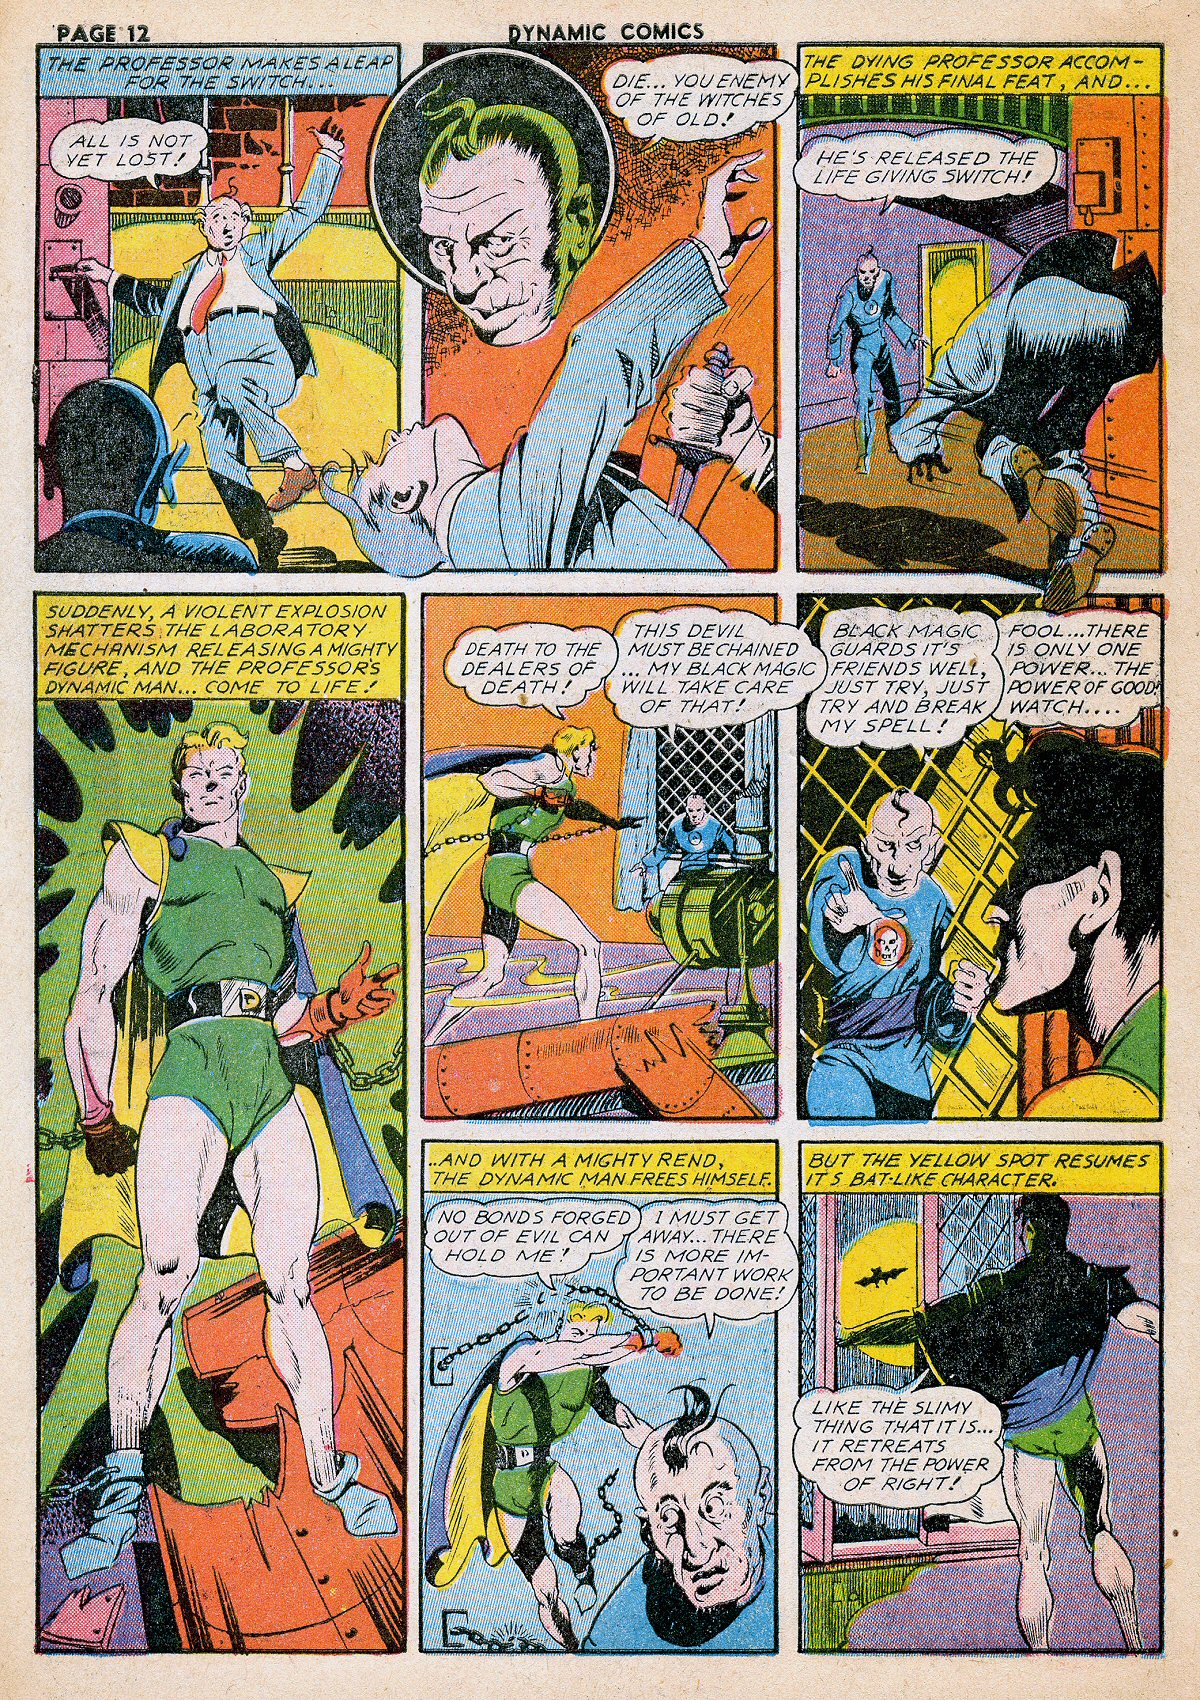 PAGE 12
DYNAMIC COMICS
THE PROFESSOR MAKES A LEAP
FOR THE SWITCH...
ALL IS NOT
YET LOST!
DIE... YOU ENEMY
OF THE WITCHES
OF OLD!
THE DYING PROFESSOR ACCOM-
PLISHES HIS FINAL FEAT, AND...
HE'S RELEASED THE
LIFE GIVING SWITCH!
SUDDENLY, A VIOLENT EXPLOSION
SHATTERS THE LABORATORY
MECHANISM RELEASING A MIGHTY
FIGURE, AND THE PROFESSOR'S
DYNAMIC MAN... COME TO LIFE!
D
DEATH TO THE
DEALERS OF
DEATH!
THIS DEVIL
MUST BE CHAINED
... MY BLACK MAGIC
WILL TAKE CARE
OF THAT!
BLACK MAGIC
GUARDS IT'S
FRIENDS WELL,
JUST TRY, JUST
TRY AND BREAK
MY SPELL!
FOOL...THERE
IS ONLY ONE
POWER... THE
POWER OF GOOD!
WATCH....
..AND WITH A MIGHTY REND,
THE DYNAMIC MAN FREES HIMSELF.
NO BONDS FORGED
OUT OF EVIL CAN
HOLD ME!
I MUST GET
AWAY...THERE
IS MORE IM-
PORTANT WORK
TO BE DONE!
D
BUT THE YELLOW SPOT RESUMES
IT'S BAT-LIKE CHARACTER.
LIKE THE SLIMY
THING THAT IT IS...
IT RETREATS
FROM THE POWER
OF RIGHT!